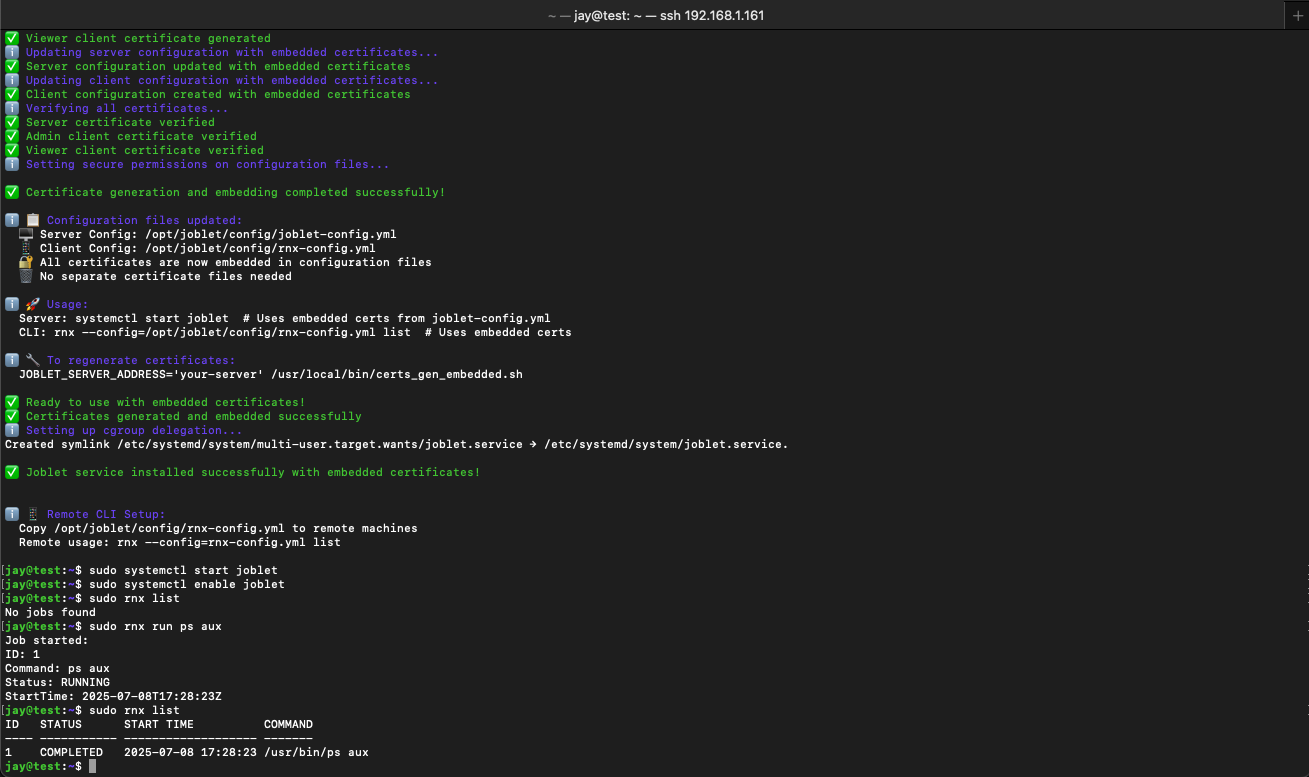 ~ — jay@test: ~ — ssh 192.168.1.161
✅ Viewer client certificate generated
ℹ️ Updating server configuration with embedded certificates...
✅ Server configuration updated with embedded certificates
ℹ️ Updating client configuration with embedded certificates...
✅ Client configuration created with embedded certificates
ℹ️ Verifying all certificates...
✅ Server certificate verified
✅ Admin client certificate verified
✅ Viewer client certificate verified
ℹ️ Setting secure permissions on configuration files...
✅ Certificate generation and embedding completed successfully!
ℹ️ 📋 Configuration files updated:
🖥️ Server Config: /opt/joblet/config/joblet-config.yml
📱 Client Config: /opt/joblet/config/rnx-config.yml
🔐 All certificates are now embedded in configuration files
🗑️ No separate certificate files needed
ℹ️ 🚀 Usage:
Server: systemctl start joblet  # Uses embedded certs from joblet-config.yml
CLI: rnx --config=/opt/joblet/config/rnx-config.yml list  # Uses embedded certs
ℹ️ 🔧 To regenerate certificates:
JOBLET_SERVER_ADDRESS='your-server' /usr/local/bin/certs_gen_embedded.sh
✅ Ready to use with embedded certificates!
✅ Certificates generated and embedded successfully
ℹ️ Setting up cgroup delegation...
Created symlink /etc/systemd/system/multi-user.target.wants/joblet.service → /etc/systemd/system/joblet.service.
✅ Joblet service installed successfully with embedded certificates!
ℹ️ 📱 Remote CLI Setup:
Copy /opt/joblet/config/rnx-config.yml to remote machines
Remote usage: rnx --config=rnx-config.yml list
[jay@test:~$ sudo systemctl start joblet
[jay@test:~$ sudo systemctl enable joblet
[jay@test:~$ sudo rnx list
No jobs found
[jay@test:~$ sudo rnx run ps aux
Job started:
ID: 1
Command: ps aux
Status: RUNNING
StartTime: 2025-07-08T17:28:23Z
[jay@test:~$ sudo rnx list
ID   STATUS      START TIME          COMMAND
---- ----------- ------------------- -------
1    COMPLETED   2025-07-08 17:28:23 /usr/bin/ps aux
jay@test:~$